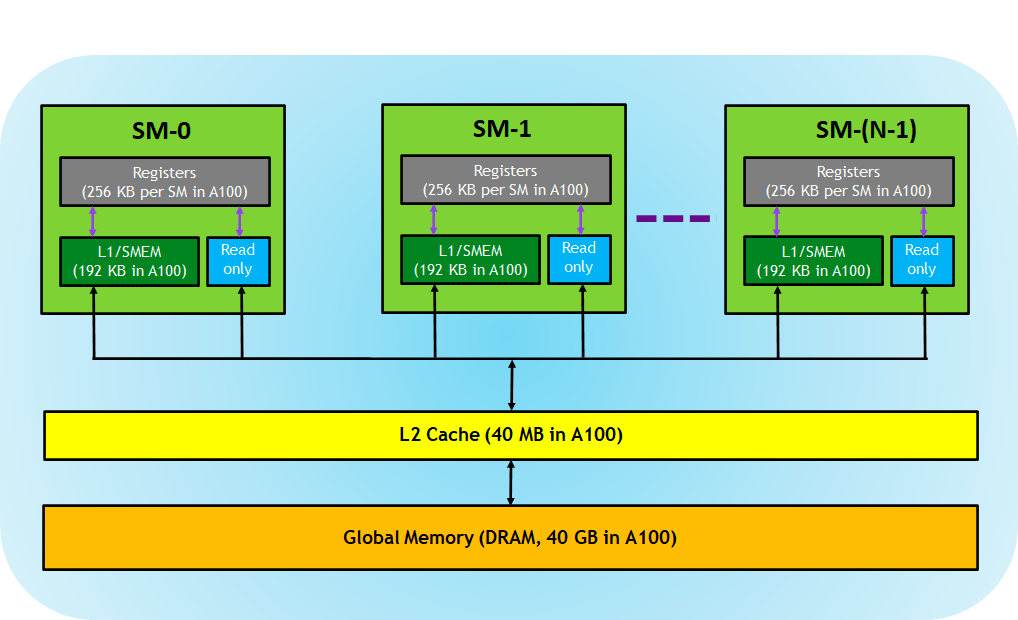 SM-0
Registers
(256 KB per SM in A100)
L1/SMEM
(192 KB in A100)
Read
only
SM-1
Registers
(256 KB per SM in A100)
L1/SMEM
(192 KB in A100)
Read
only
SM-(N-1)
Registers
(256 KB per SM in A100)
L1/SMEM
(192 KB in A100)
Read
only
L2 Cache (40 MB in A100)
Global Memory (DRAM, 40 GB in A100)